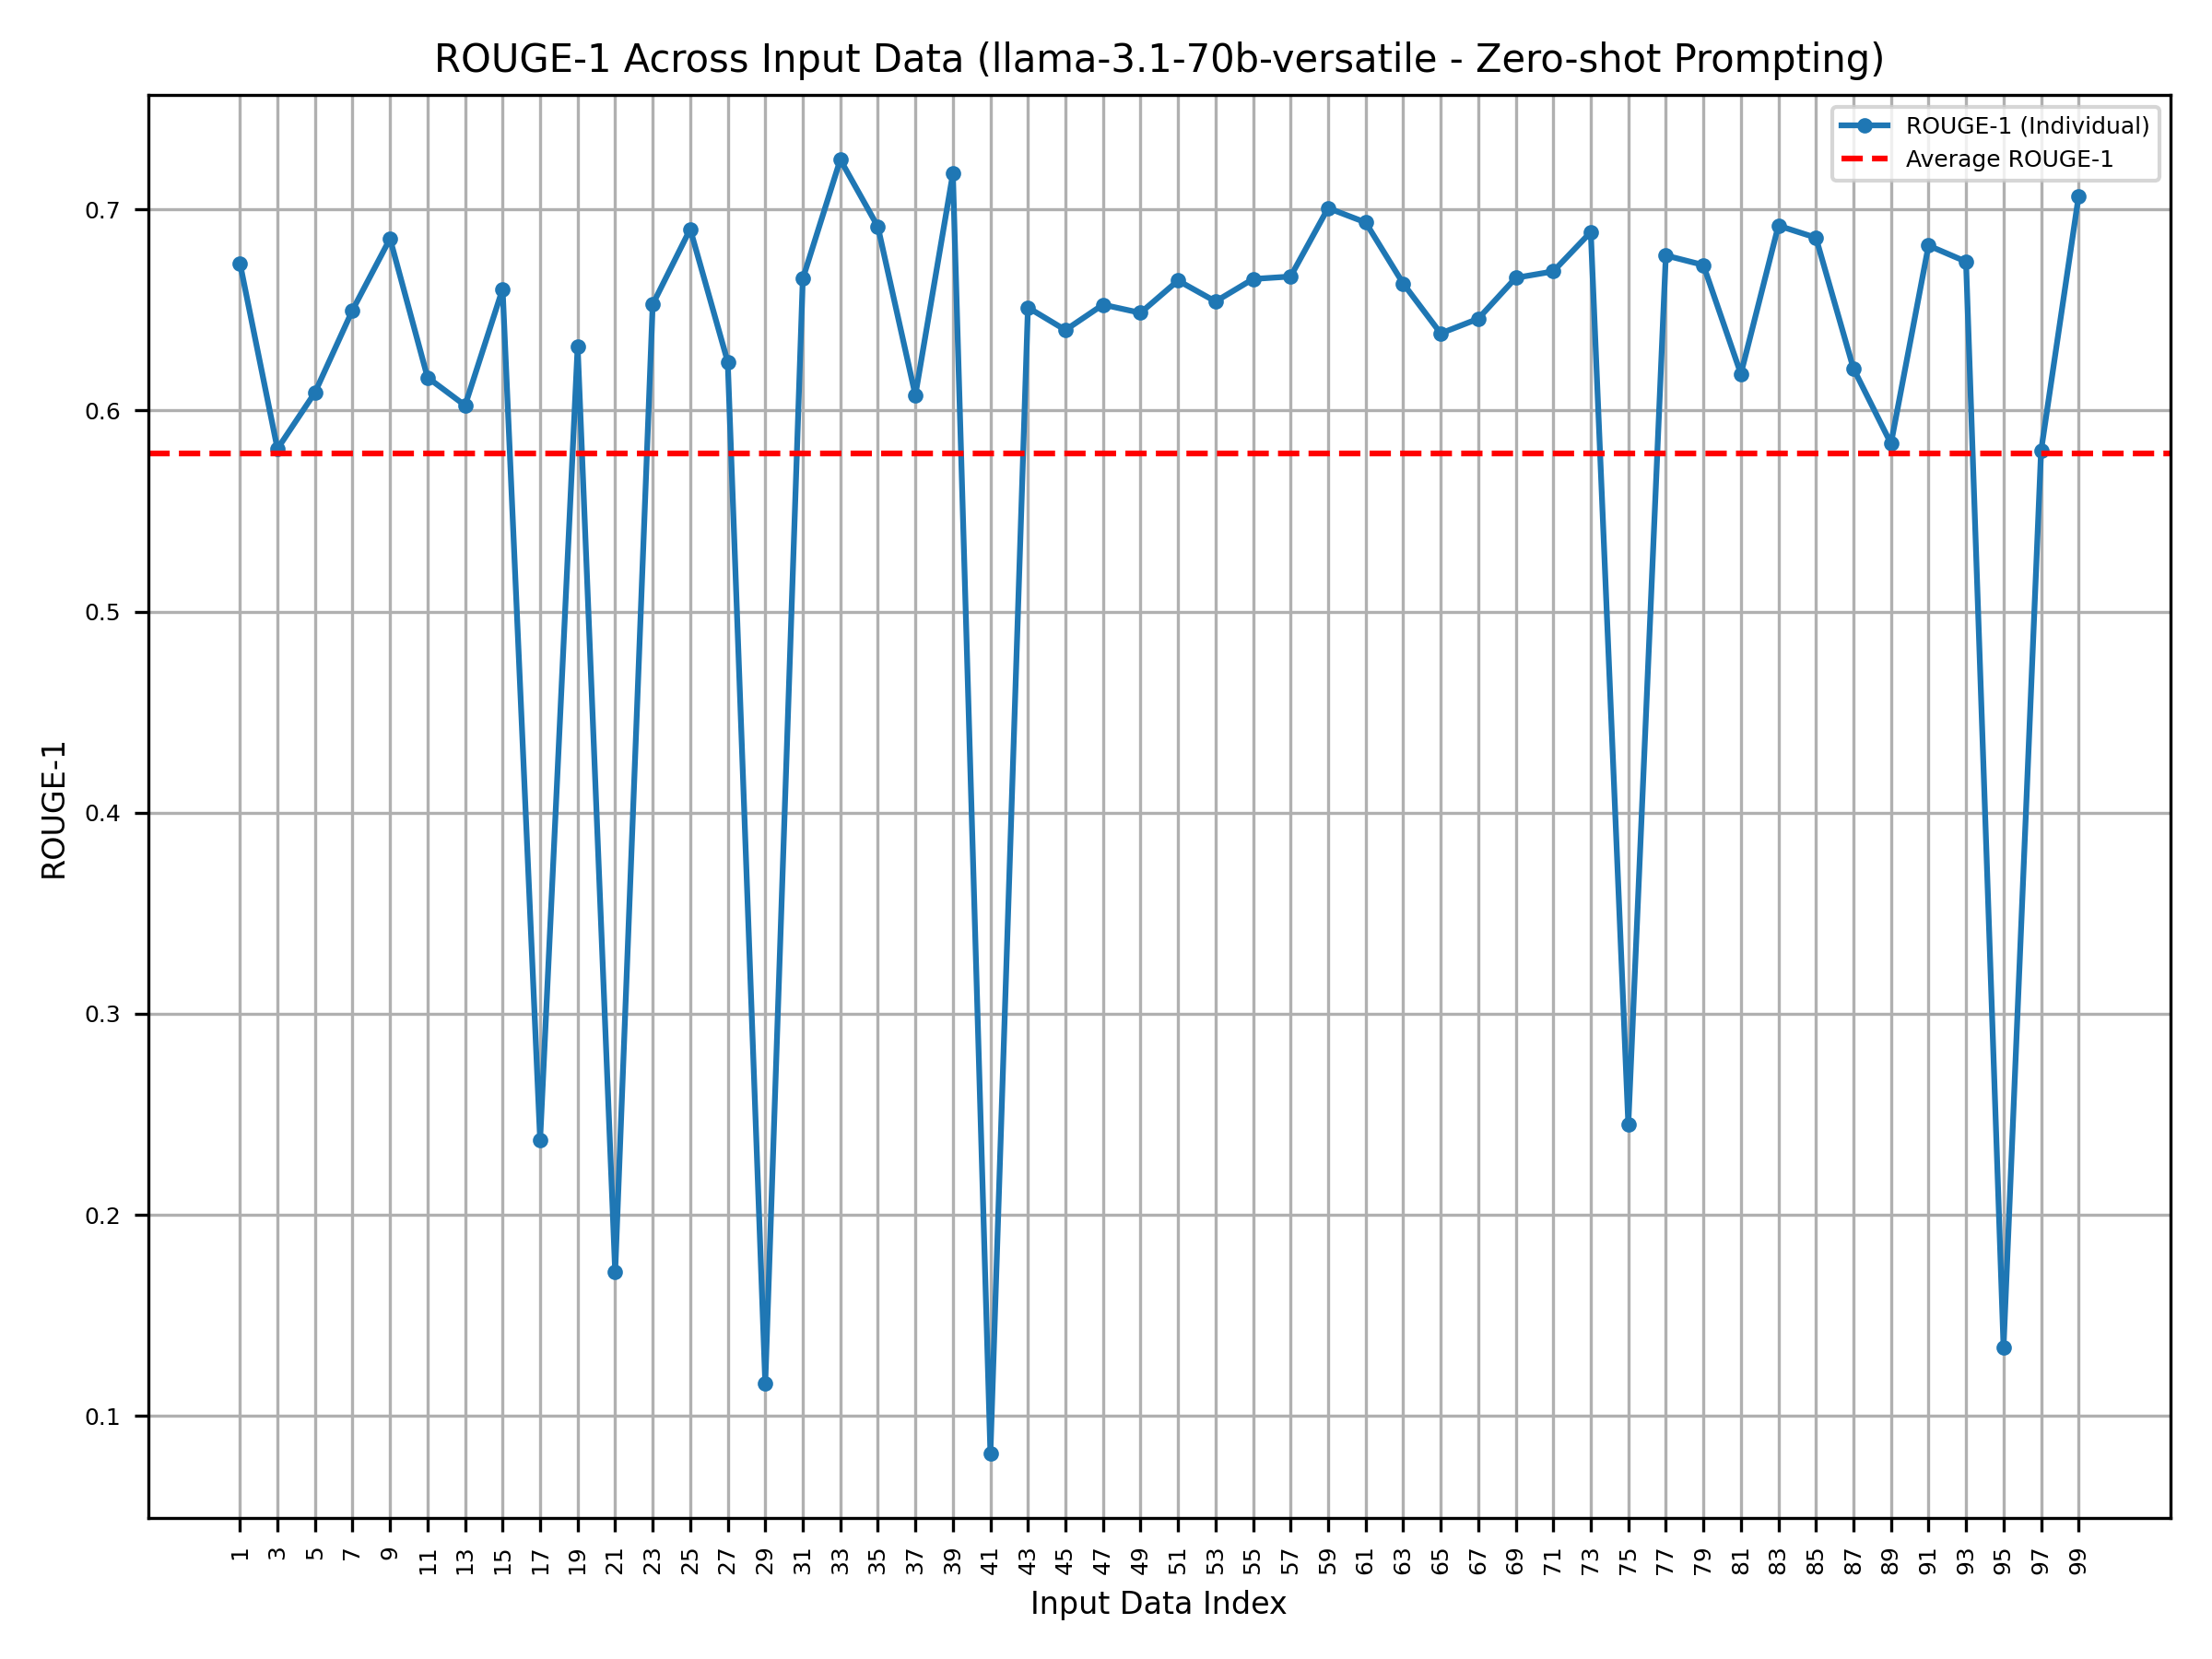 ROUGE-1 Across Input Data (llama-3.1-70b-versatile - Zero-shot Prompting)
ROUGE-1 (Individual)
Average ROUGE-1
0.7
0.6
0.5
0.4
0.3
0.2
0.1
ROUGE-1
1 3 5 7 9 11 13 15 17 19 21 23 25 27 29 31 33 35 37 39 41 43 45 47 49 51 53 55 57 59 61 63 65 67 69 71 73 75 77 79 81 83 85 87 89 91 93 95 97 99
Input Data Index